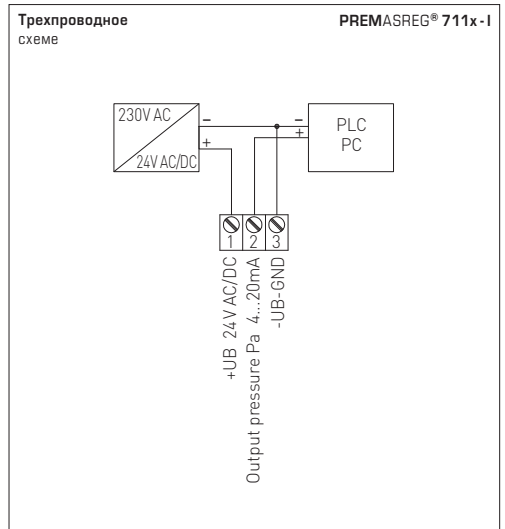 Трехпроводное
схеме
PREMASREG® 711x - I
230V AC
24V AC/DC
–
+
–
+
PLC
PC
1
2
3
+UB 24V AC/DC
Output pressure Pa 4...20mA
-UB-GND